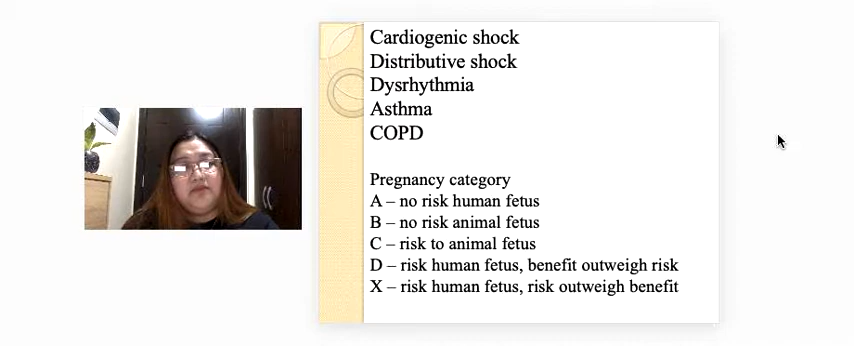 Cardiogenic shock
Distributive shock
Dysrhythmia
Asthma
COPD
Pregnancy category
A – no risk human fetus
B – no risk animal fetus
C – risk to animal fetus
D – risk human fetus, benefit outweigh risk
X – risk human fetus, risk outweigh benefit